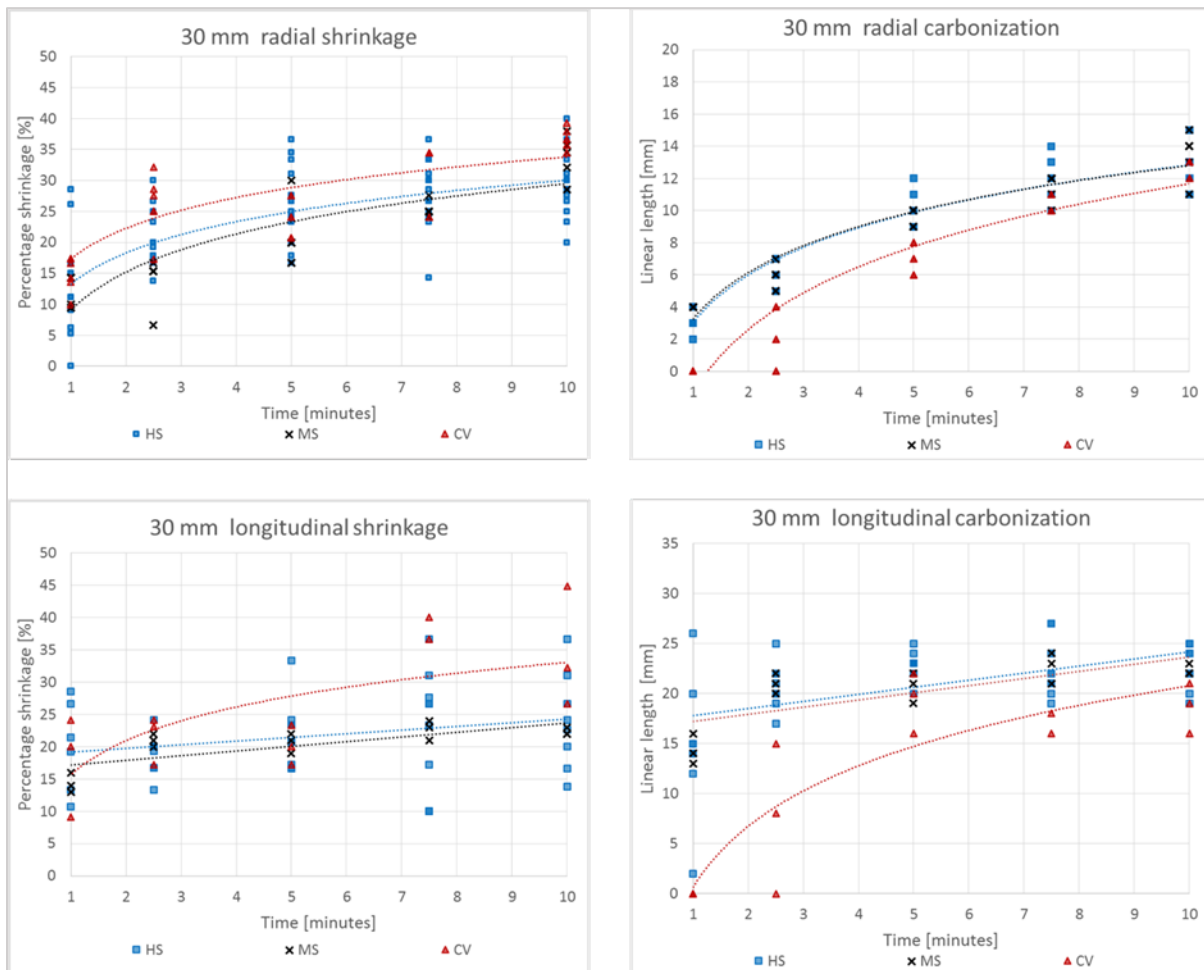 30 mm radial shrinkage
Percentage shrinkage [%]
50
45
40
35
30
25
20
15
10
5
0
1 2 3 4 5 6 7 8 9 10
Time [minutes]
HS MS CV
30 mm radial carbonization
Linear length [mm]
20
18
16
14
12
10
8
6
4
2
0
1 2 3 4 5 6 7 8 9 10
Time [minutes]
HS MS CV
30 mm longitudinal shrinkage
Percentage shrinkage [%]
50
45
40
35
30
25
20
15
10
5
0
1 2 3 4 5 6 7 8 9 10
Time [minutes]
HS MS CV
30 mm longitudinal carbonization
Linear length [mm]
35
30
25
20
15
10
5
0
1 2 3 4 5 6 7 8 9 10
Time [minutes]
HS MS CV